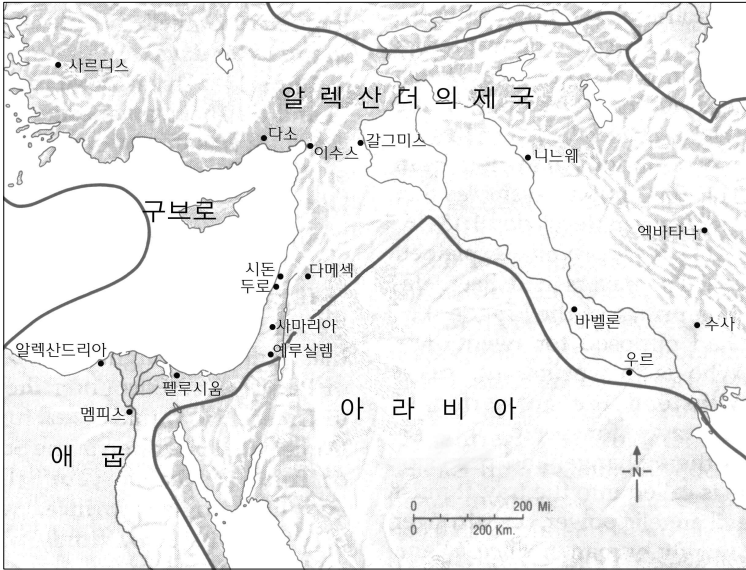 사르디스
알렉산더의제국
다소
이수스
갈그미스
니느웨
구브로
엑바타나
시돈
다메섹
두로
바벨론
사마리아
수사
알렉산드리아
예루살렘
우르
펠루시움
멤피스
아라비아
애굽
N
0 200 Mi.
0 200 Km.